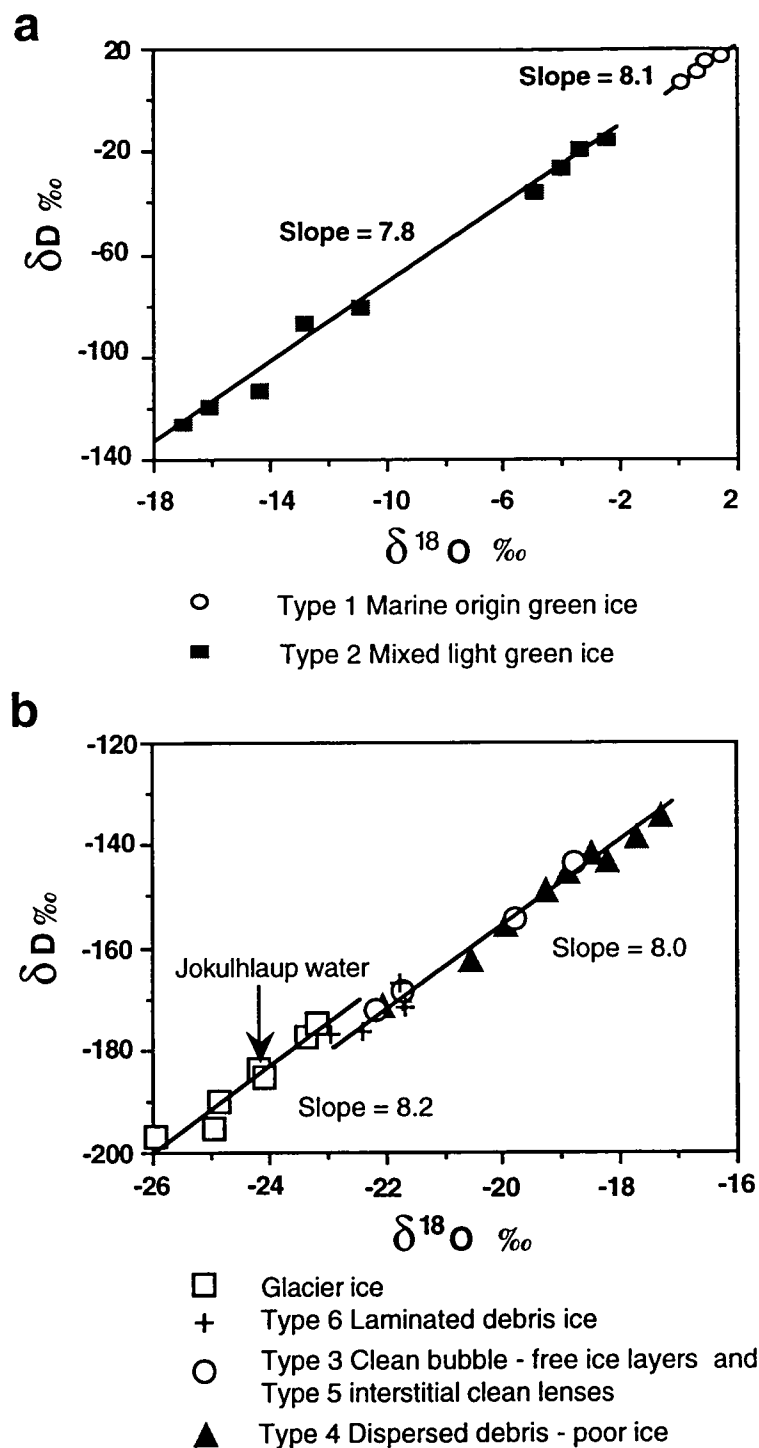 a
20
Slope = 8.1
-20
Slope = 7.8
δD ‰
-60
-100
-140
-18 -14 -10 -6 -2 2
δ 18 O ‰
Type 1 Marine origin green ice
Type 2 Mixed light green ice
b
-120
-140
δD ‰
-160
Jokulhlaup water
Slope = 8.0
-180
Slope = 8.2
-200
-26 -24 -22 -20 -18 -16
δ 18 O ‰
Glacier ice
Type 6 Laminated debris ice
Type 3 Clean bubble - free ice layers and
Type 5 interstitial clean lenses
Type 4 Dispersed debris - poor ice